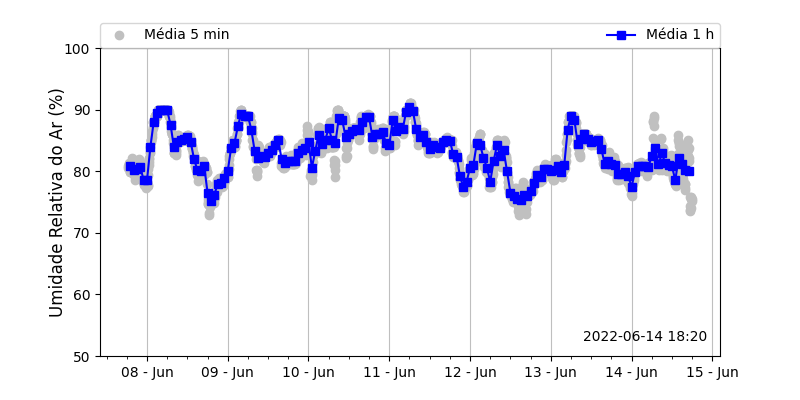 Média 5 min
Média 1 h
Umidade Relativa do Ar (%)
100
90
80
70
60
50
2022-06-14 18:20
08 - Jun
09 - Jun
10 - Jun
11 - Jun
12 - Jun
13 - Jun
14 - Jun
15 - Jun